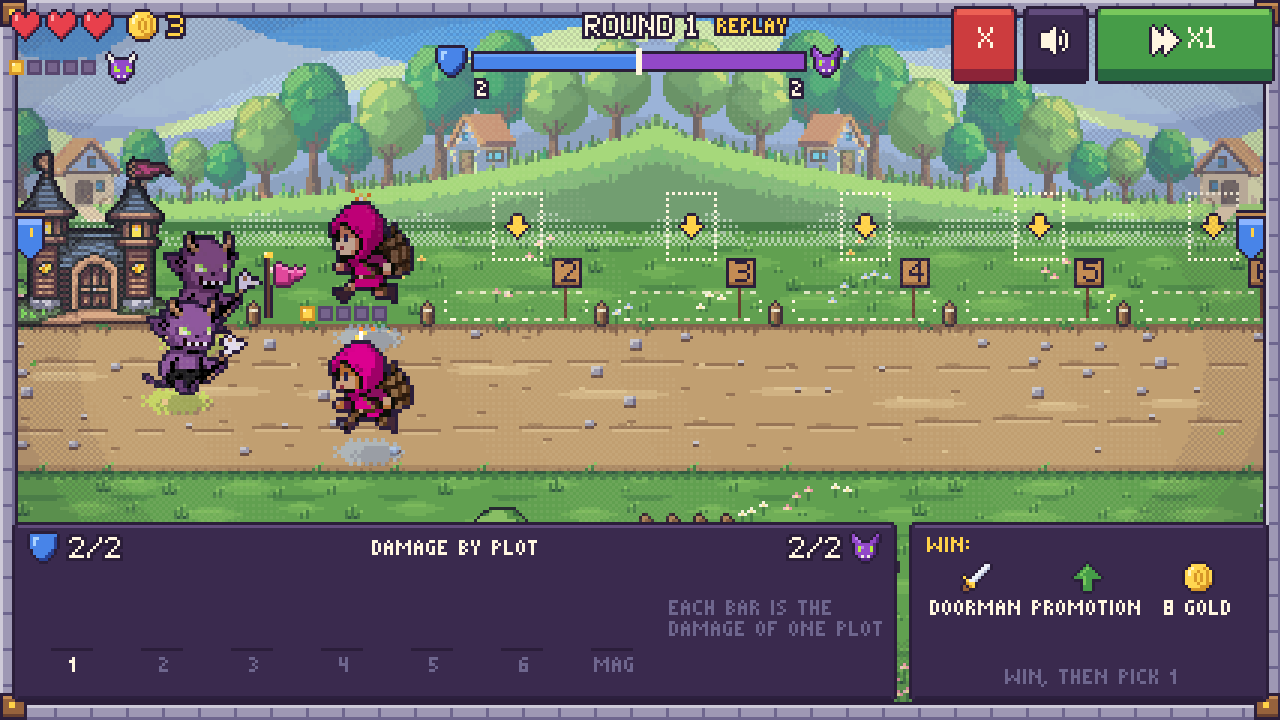 3
ROUND 1 REPLAY
X
X1
2
2
2
3
4
5
2/2
DAMAGE BY PLOT
2/2
EACH BAR IS THE
DAMAGE OF ONE PLOT
1 2 3 4 5 6 MAG
WIN:
DOORMAN PROMOTION 8 GOLD
WIN, THEN PICK 1